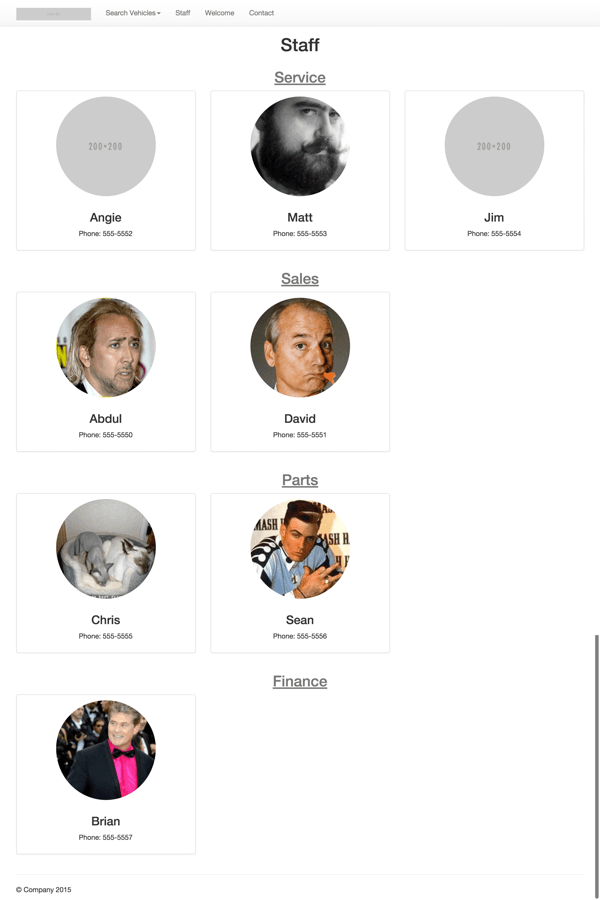 Search Vehicles
Staff
Welcome
Contact
Staff
Service
200×200
200×200
Angie
Matt
Jim
Phone: 555-5552
Phone: 555-5553
Phone: 555-5554
Sales
Abdul
David
Phone: 555-5550
Phone: 555-5551
Parts
MASH H
ASH H
Chris
Sean
Phone: 555-5555
Phone: 555-5556
Finance
Brian
Phone: 555-5557
© Company 2015